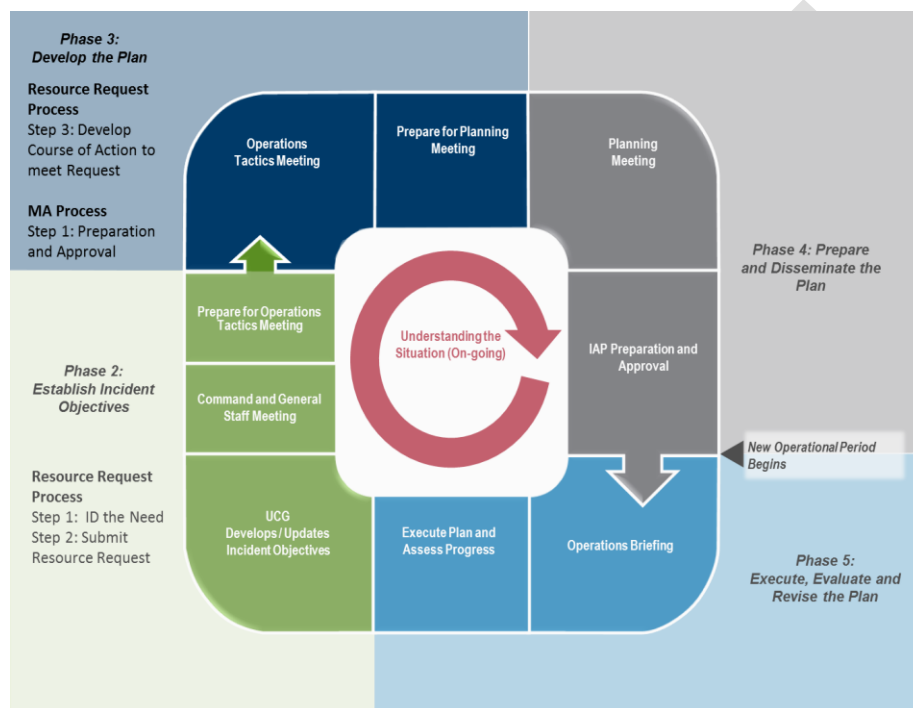 Phase 3:
Develop the Plan
Resource Request
Process
Step 3: Develop
Course of Action to
meet Request
MA Process
Step 1: Preparation
and Approval
Operations
Tactics Meeting
Prepare for Planning
Meeting
Planning
Meeting
Phase 4: Prepare
and Disseminate the
Plan
Prepare for Operations
Tactics Meeting
Understanding the
Situation (On-going)
IAP Preparation and
Approval
Phase 2:
Establish Incident
Objectives
Command and General
Staff Meeting
New Operational Period
Begins
Resource Request
Process
Step 1: ID the Need
Step 2: Submit
Resource Request
UCG
Develops / Updates
Incident Objectives
Execute Plan and
Assess Progress
Operations Briefing
Phase 5:
Execute, Evaluate and
Revise the Plan